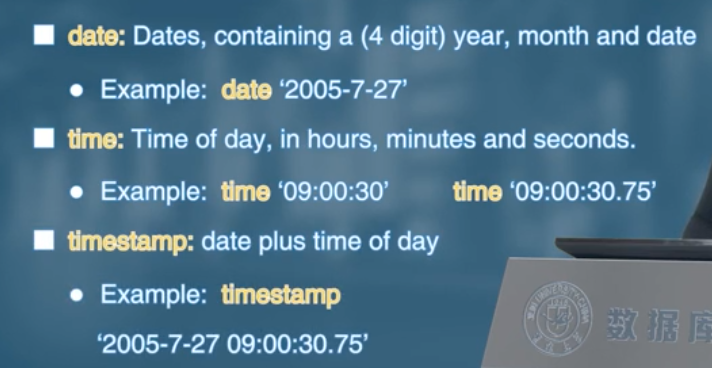 date: Dates, containing a (4 digit) year, month and date
Example: date ‘2005-7-27’
time: Time of day, in hours, minutes and seconds.
Example: time ‘09:00:30’ time ‘09:00:30.75’
timestamp: date plus time of day
Example: timestamp
‘2005-7-27 09:00:30.75’
数据库